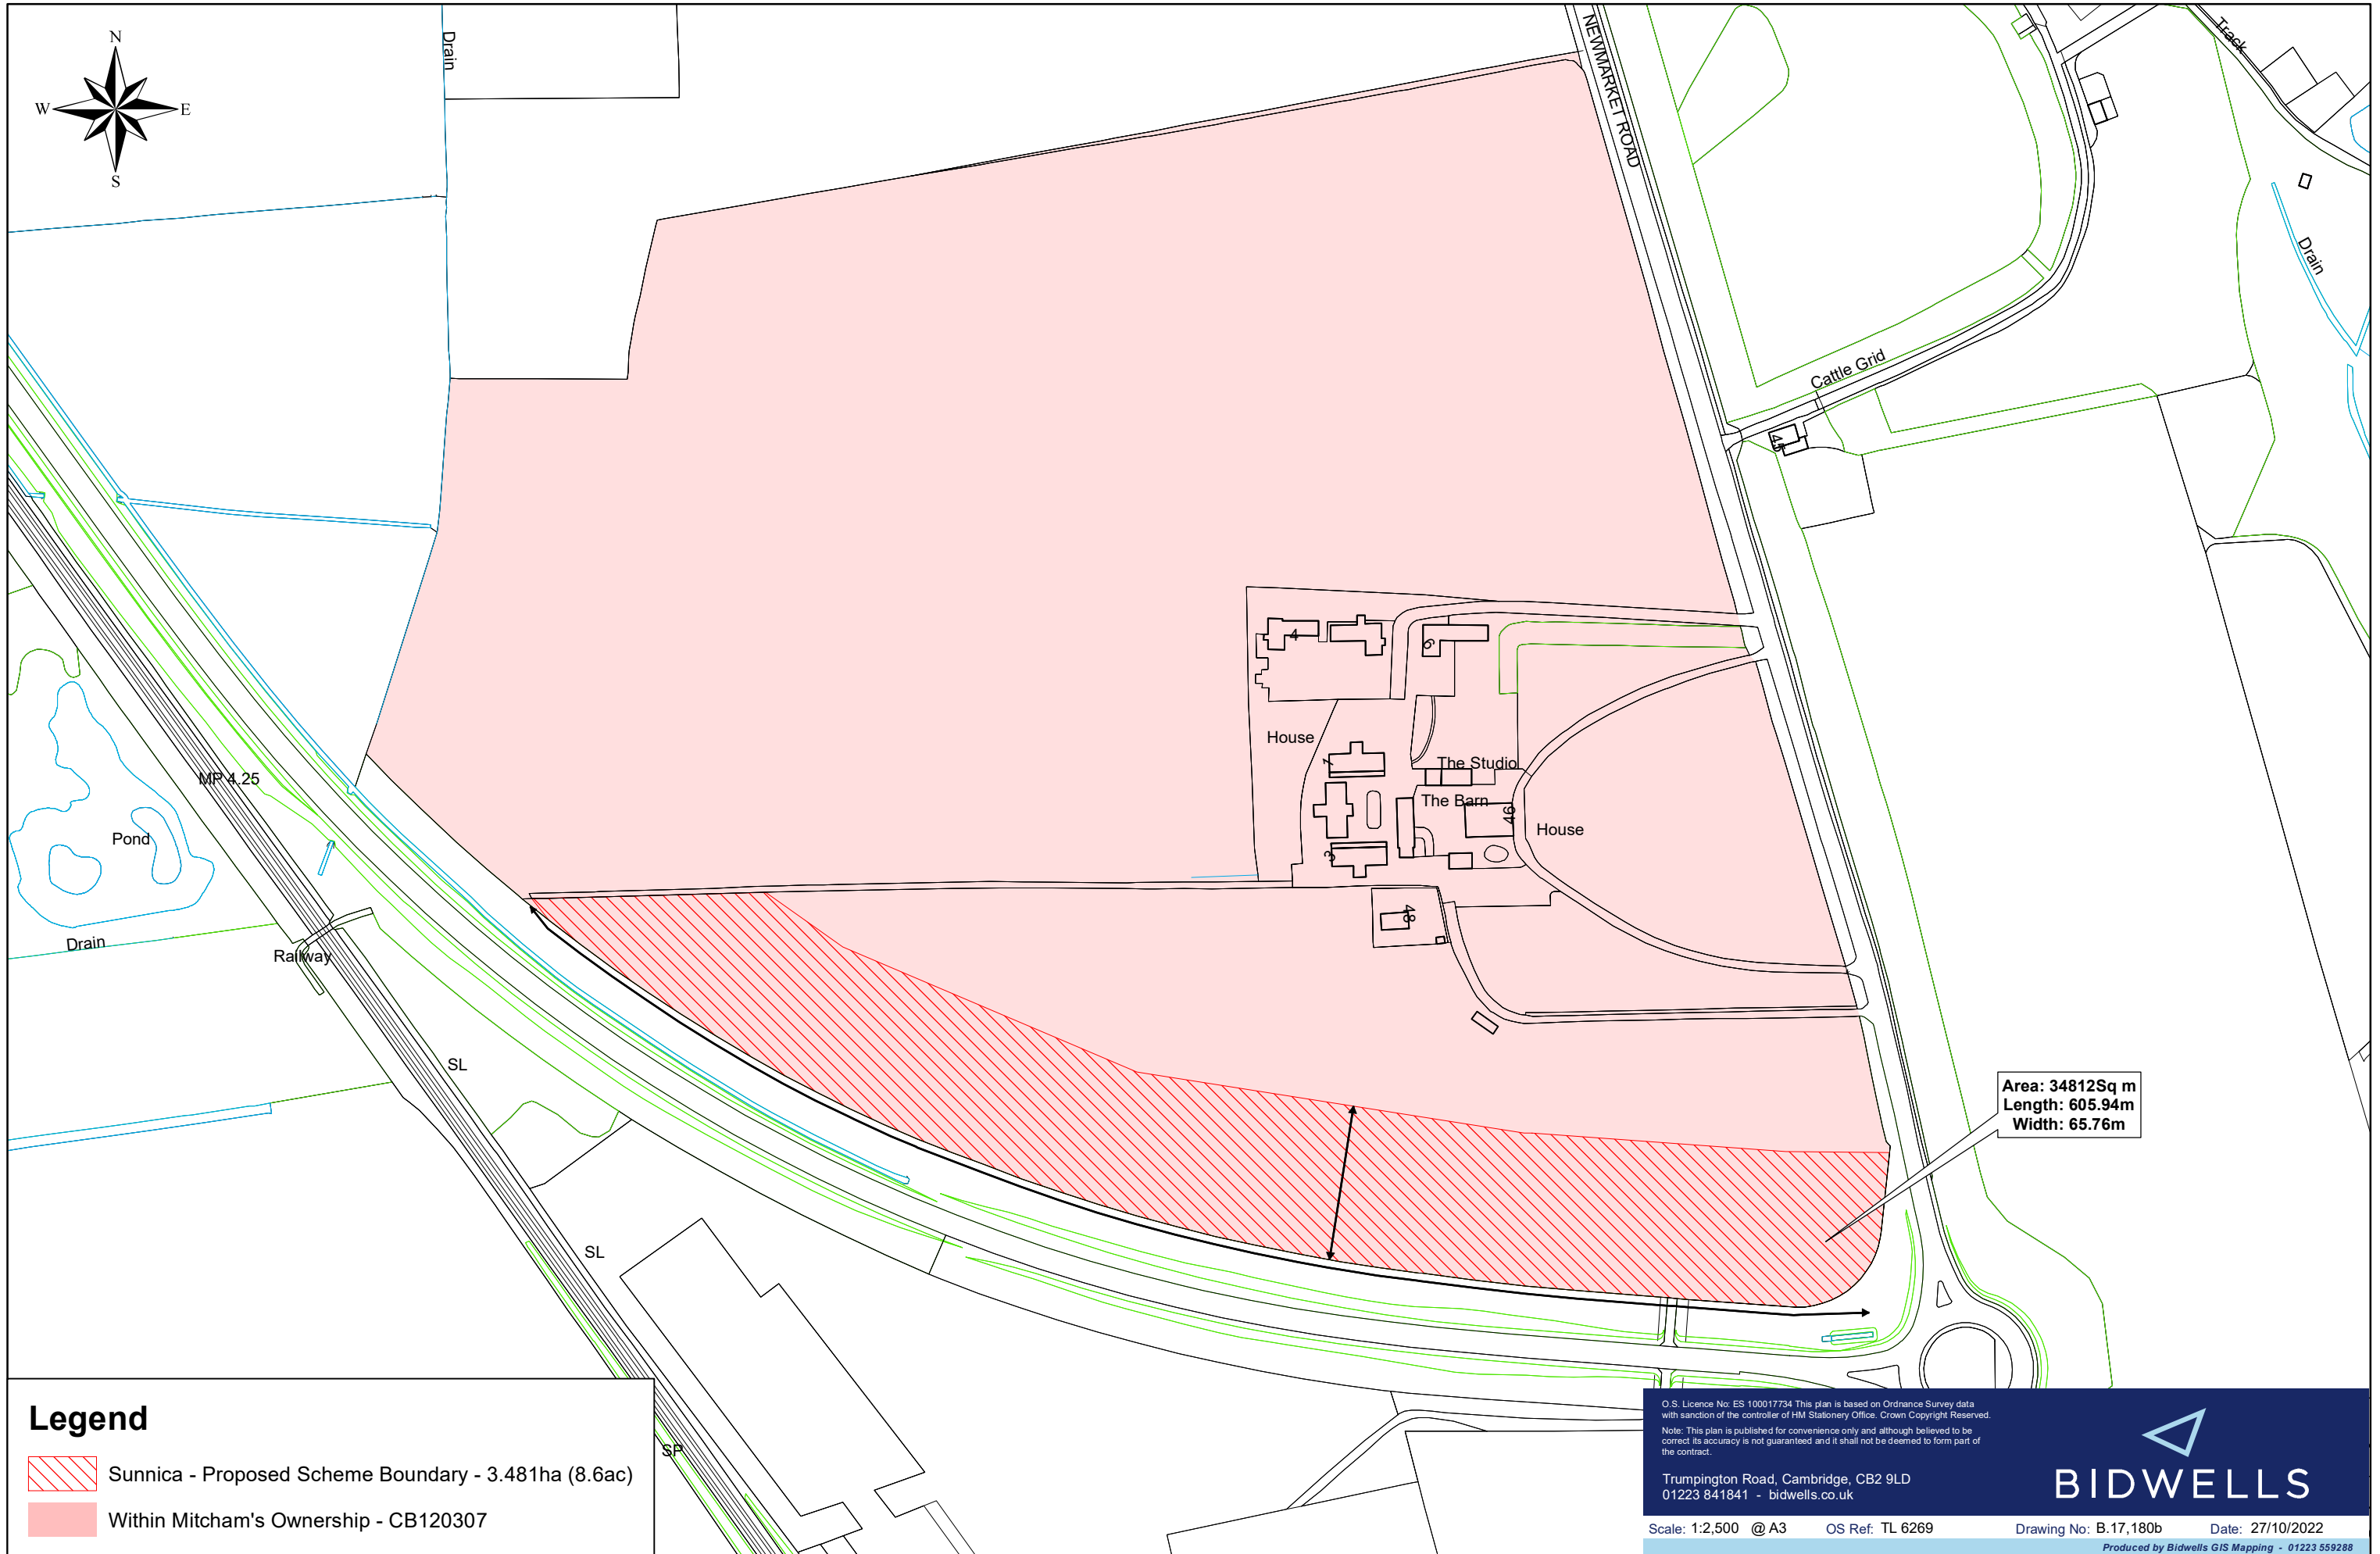 N
W
E
S
Drain
NEWMARKET ROAD
Track
Drain
Cattle Grid
45
4
6
House
1
The Studio
The Barn
46
House
3
48
MP 4.25
Pond
Drain
Railway
SL
SL
SP
Area: 34812Sq m
Length: 605.94m
Width: 65.76m
Legend
Sunnica - Proposed Scheme Boundary - 3.481ha (8.6ac)
Within Mitcham's Ownership - CB120307
O.S. Licence No: ES 100017734 This plan is based on Ordnance Survey data
with sanction of the controller of HM Stationery Office. Crown Copyright Reserved.
Note: This plan is published for convenience only and although believed to be
correct its accuracy is not guaranteed and it shall not be deemed to form part of
the contract.
Trumpington Road, Cambridge, CB2 9LD
01223 841841 - bidwells.co.uk
BIDWELLS
Scale: 1:2,500 @ A3 OS Ref: TL 6269 Drawing No: B.17,180b Date: 27/10/2022
Produced by Bidwells GIS Mapping - 01223 559288